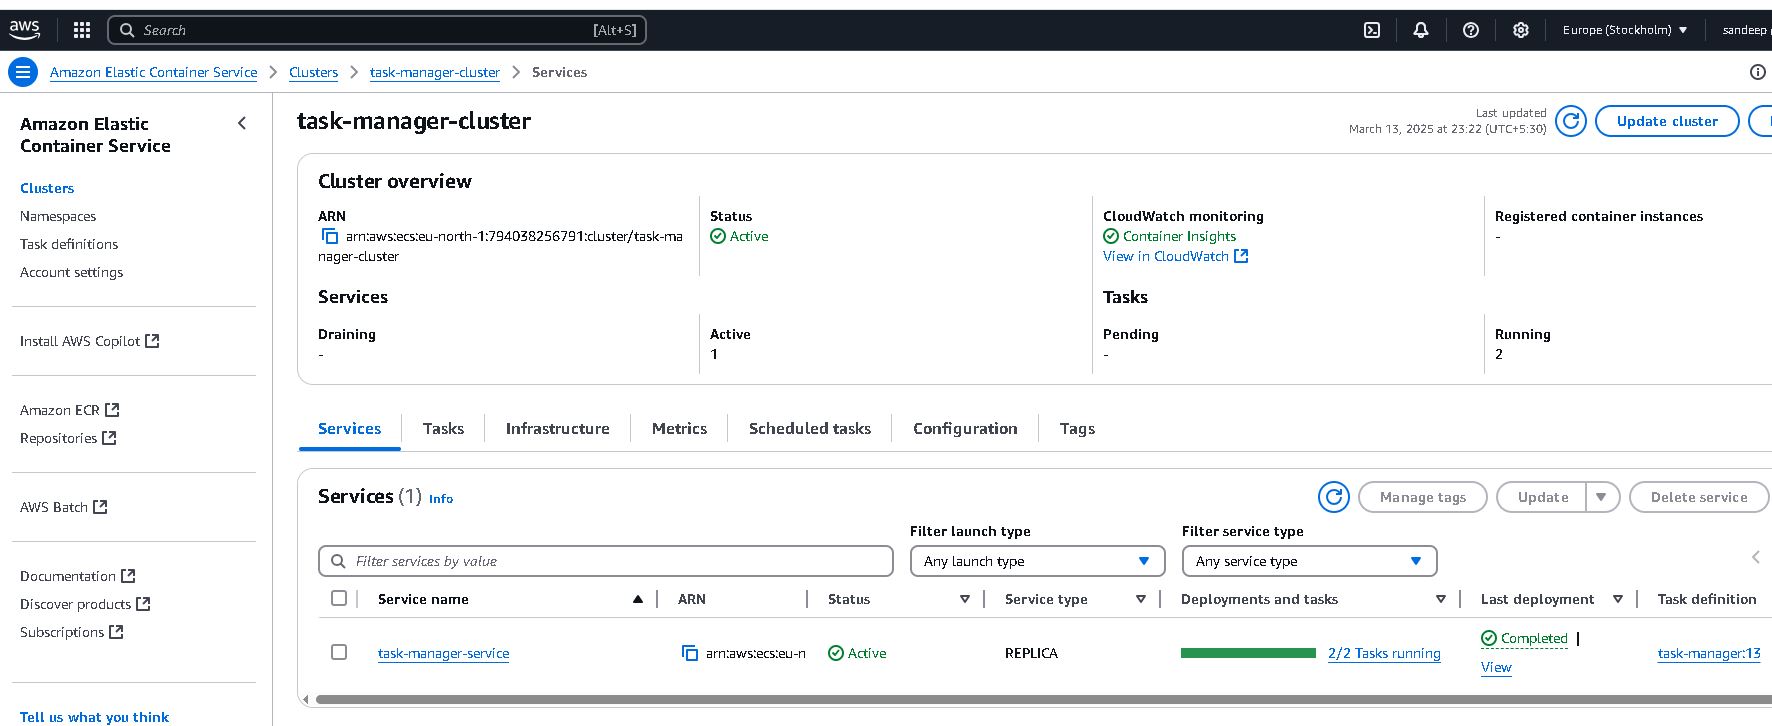 aws
Search [Alt+S]
Europe (Stockholm)
sandeep
Amazon Elastic Container Service
Clusters
task-manager-cluster
Services
Amazon Elastic
Container Service
Clusters
Namespaces
Task definitions
Account settings
Install AWS Copilot
Amazon ECR
Repositories
AWS Batch
Documentation
Discover products
Subscriptions
Tell us what you think
task-manager-cluster
Last updated
March 13, 2025 at 23:22 (UTC+5:30)
Update cluster
Cluster overview
ARN
arn:aws:ecs:eu-north-1:794038256791:cluster/task-ma
nager-cluster
Status
Active
CloudWatch monitoring
Container Insights
View in CloudWatch
Registered container instances
-
Services
Draining
-
Active
1
Tasks
Pending
-
Running
2
Services
Tasks
Infrastructure
Metrics
Scheduled tasks
Configuration
Tags
Services (1) Info
Manage tags
Update
Delete service
Filter services by value
Filter launch type
Any launch type
Filter service type
Any service type
Service name
ARN
Status
Service type
Deployments and tasks
Last deployment
Task definition
task-manager-service
arn:aws:ecs:eu-n
Active
REPLICA
2/2 Tasks running
Completed |
View
task-manager:13